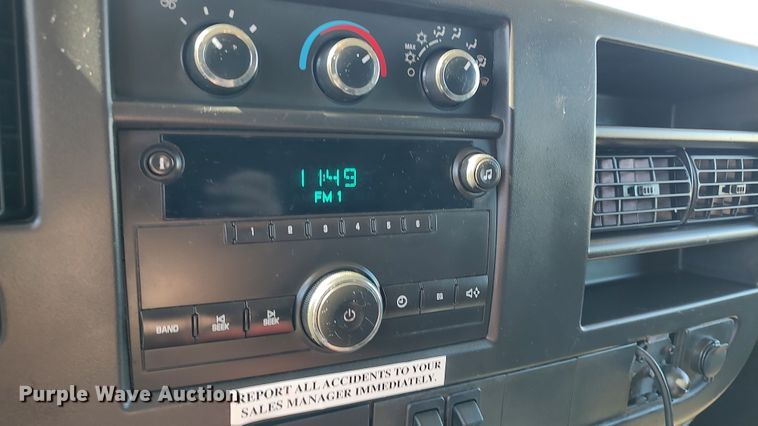 MAX
11:49
FM 1
1 2 3 4 5 6
BAND
SEEK
SEEK
Purple Wave Auction
REPORT ALL ACCIDENTS TO YOUR
SALES MANAGER IMMEDIATELY.